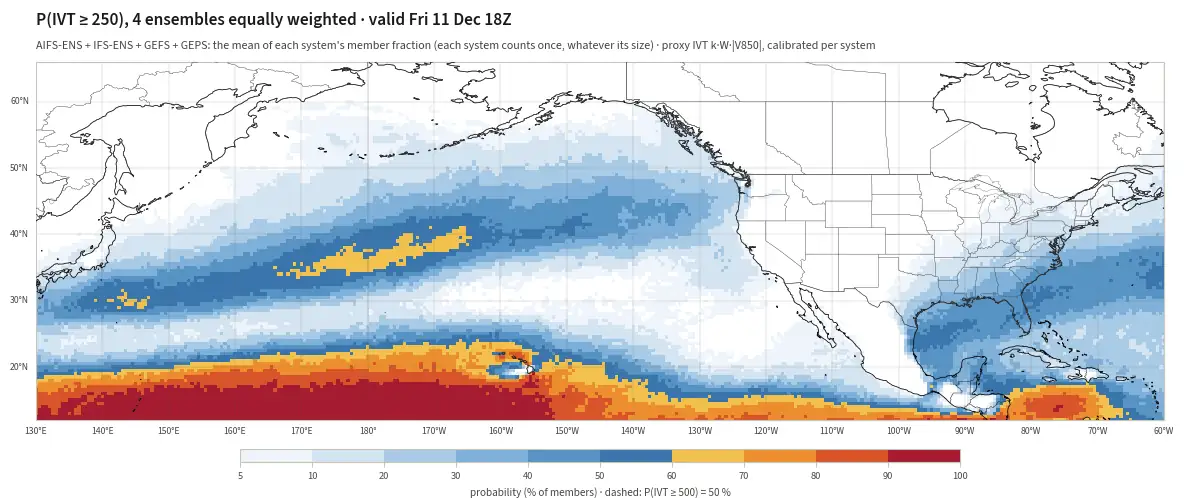 P(IVT ≥ 250), 4 ensembles equally weighted · valid Fri 11 Dec 18Z
AIFS-ENS + IFS-ENS + GEFS + GEPS: the mean of each system's member fraction (each system counts once, whatever its size) · proxy IVT k·W·|V850|, calibrated per system
60°N
50°N
40°N
30°N
20°N
130°E 140°E 150°E 160°E 170°E 180° 170°W 160°W 150°W 140°W 130°W 120°W 110°W 100°W 90°W 80°W 70°W 60°W
5 10 20 30 40 50 60 70 80 90 100
probability (% of members) · dashed: P(IVT ≥ 500) = 50 %